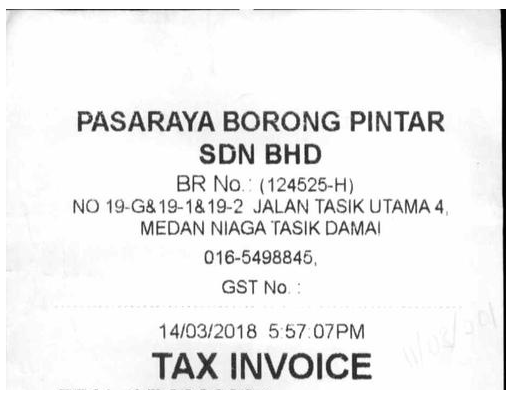 PASARAYA BORONG PINTAR
SDN BHD
BR No. : (124525-H)
NO 19-G&19-1&19-2 JALAN TASIK UTAMA 4,
MEDAN NIAGA TASIK DAMAI
016-5498845,
GST No. :
14/03/2018 5:57:07PM
TAX INVOICE